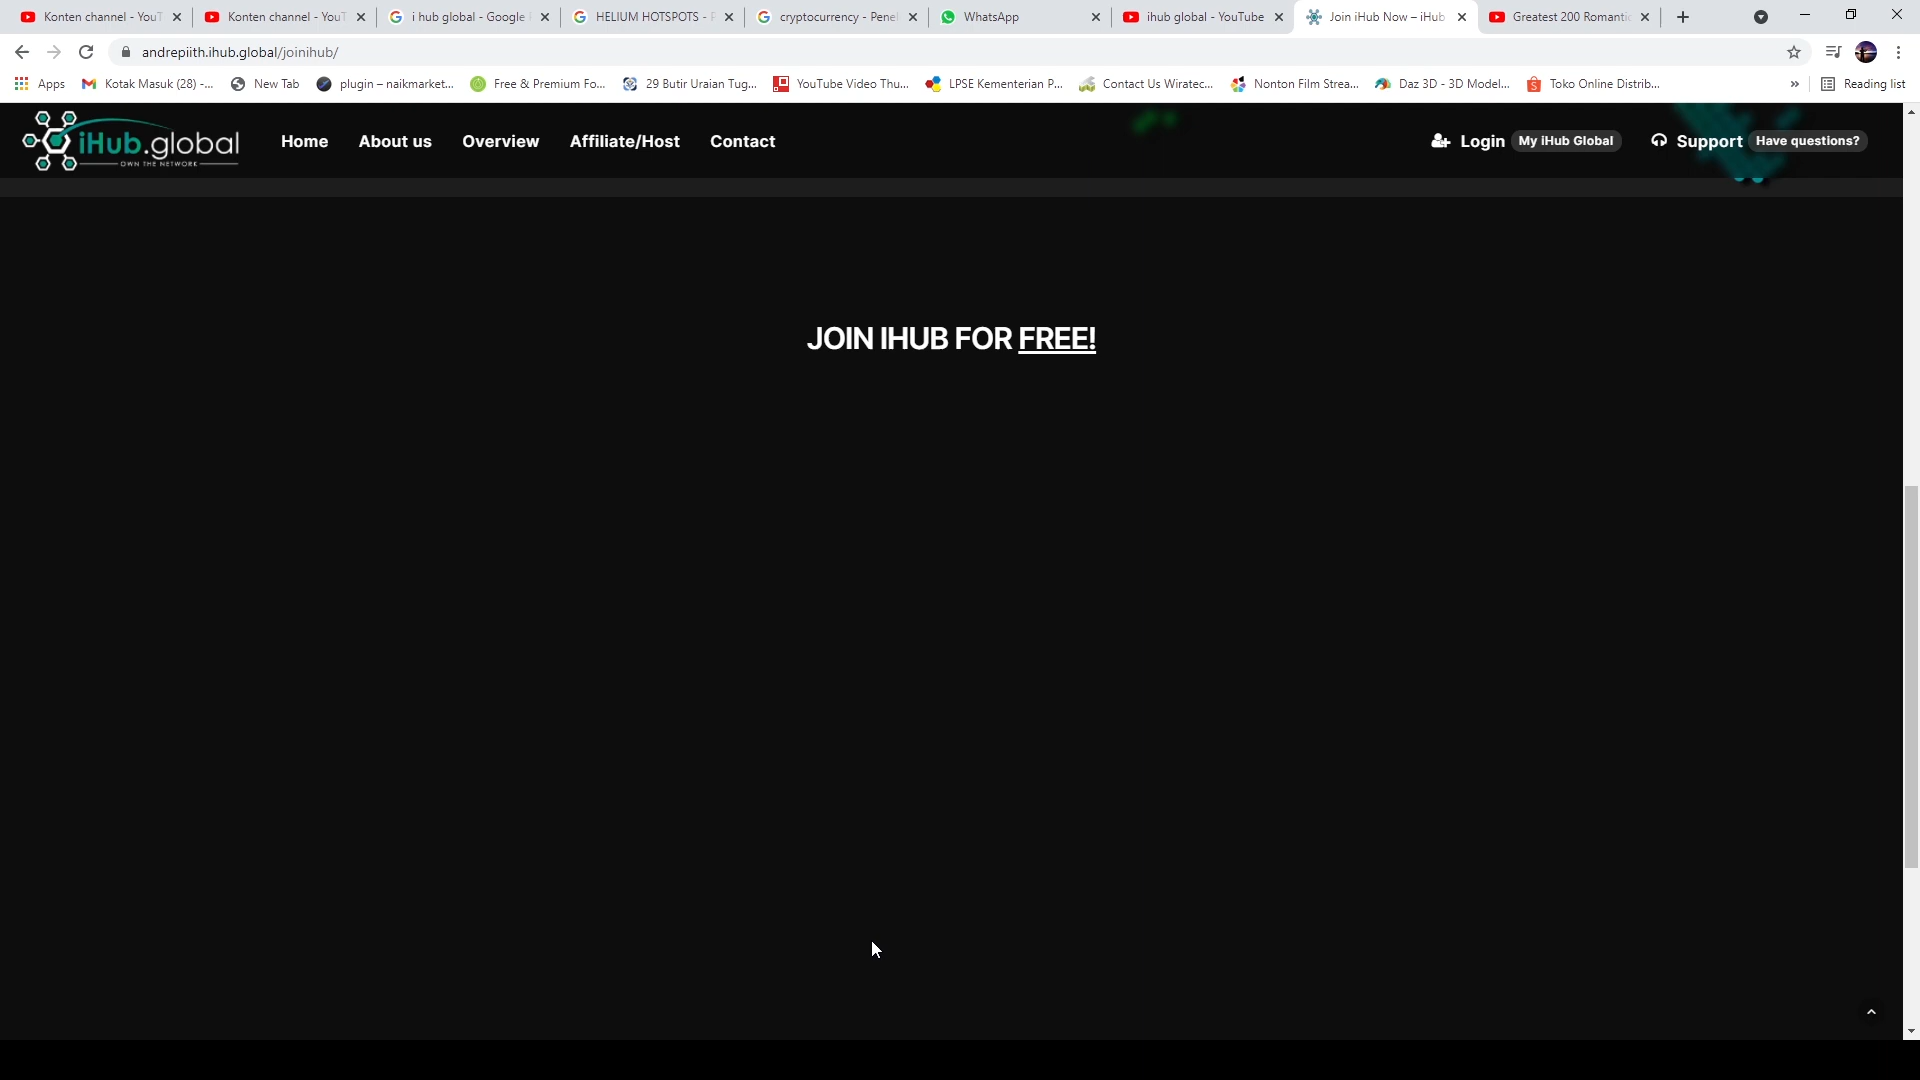 Konten channel - YouT
Konten channel - YouT
i hub global - Google
HELIUM HOTSPOTS - P
cryptocurrency - Penel
WhatsApp
ihub global - YouTube
Join iHub Now – iHub
Greatest 200 Romantic
andrepiith.ihub.global/joinihub/
Apps
Kotak Masuk (28) -...
New Tab
plugin – naikmarket...
Free & Premium Fo...
29 Butir Uraian Tug...
YouTube Video Thu...
LPSE Kementerian P...
Contact Us Wiratec...
Nonton Film Strea...
Daz 3D - 3D Model...
Toko Online Distrib...
»
Reading list
iHub.global
OWN THE NETWORK
Home
About us
Overview
Affiliate/Host
Contact
Login My iHub Global
Support Have questions?
JOIN IHUB FOR FREE!